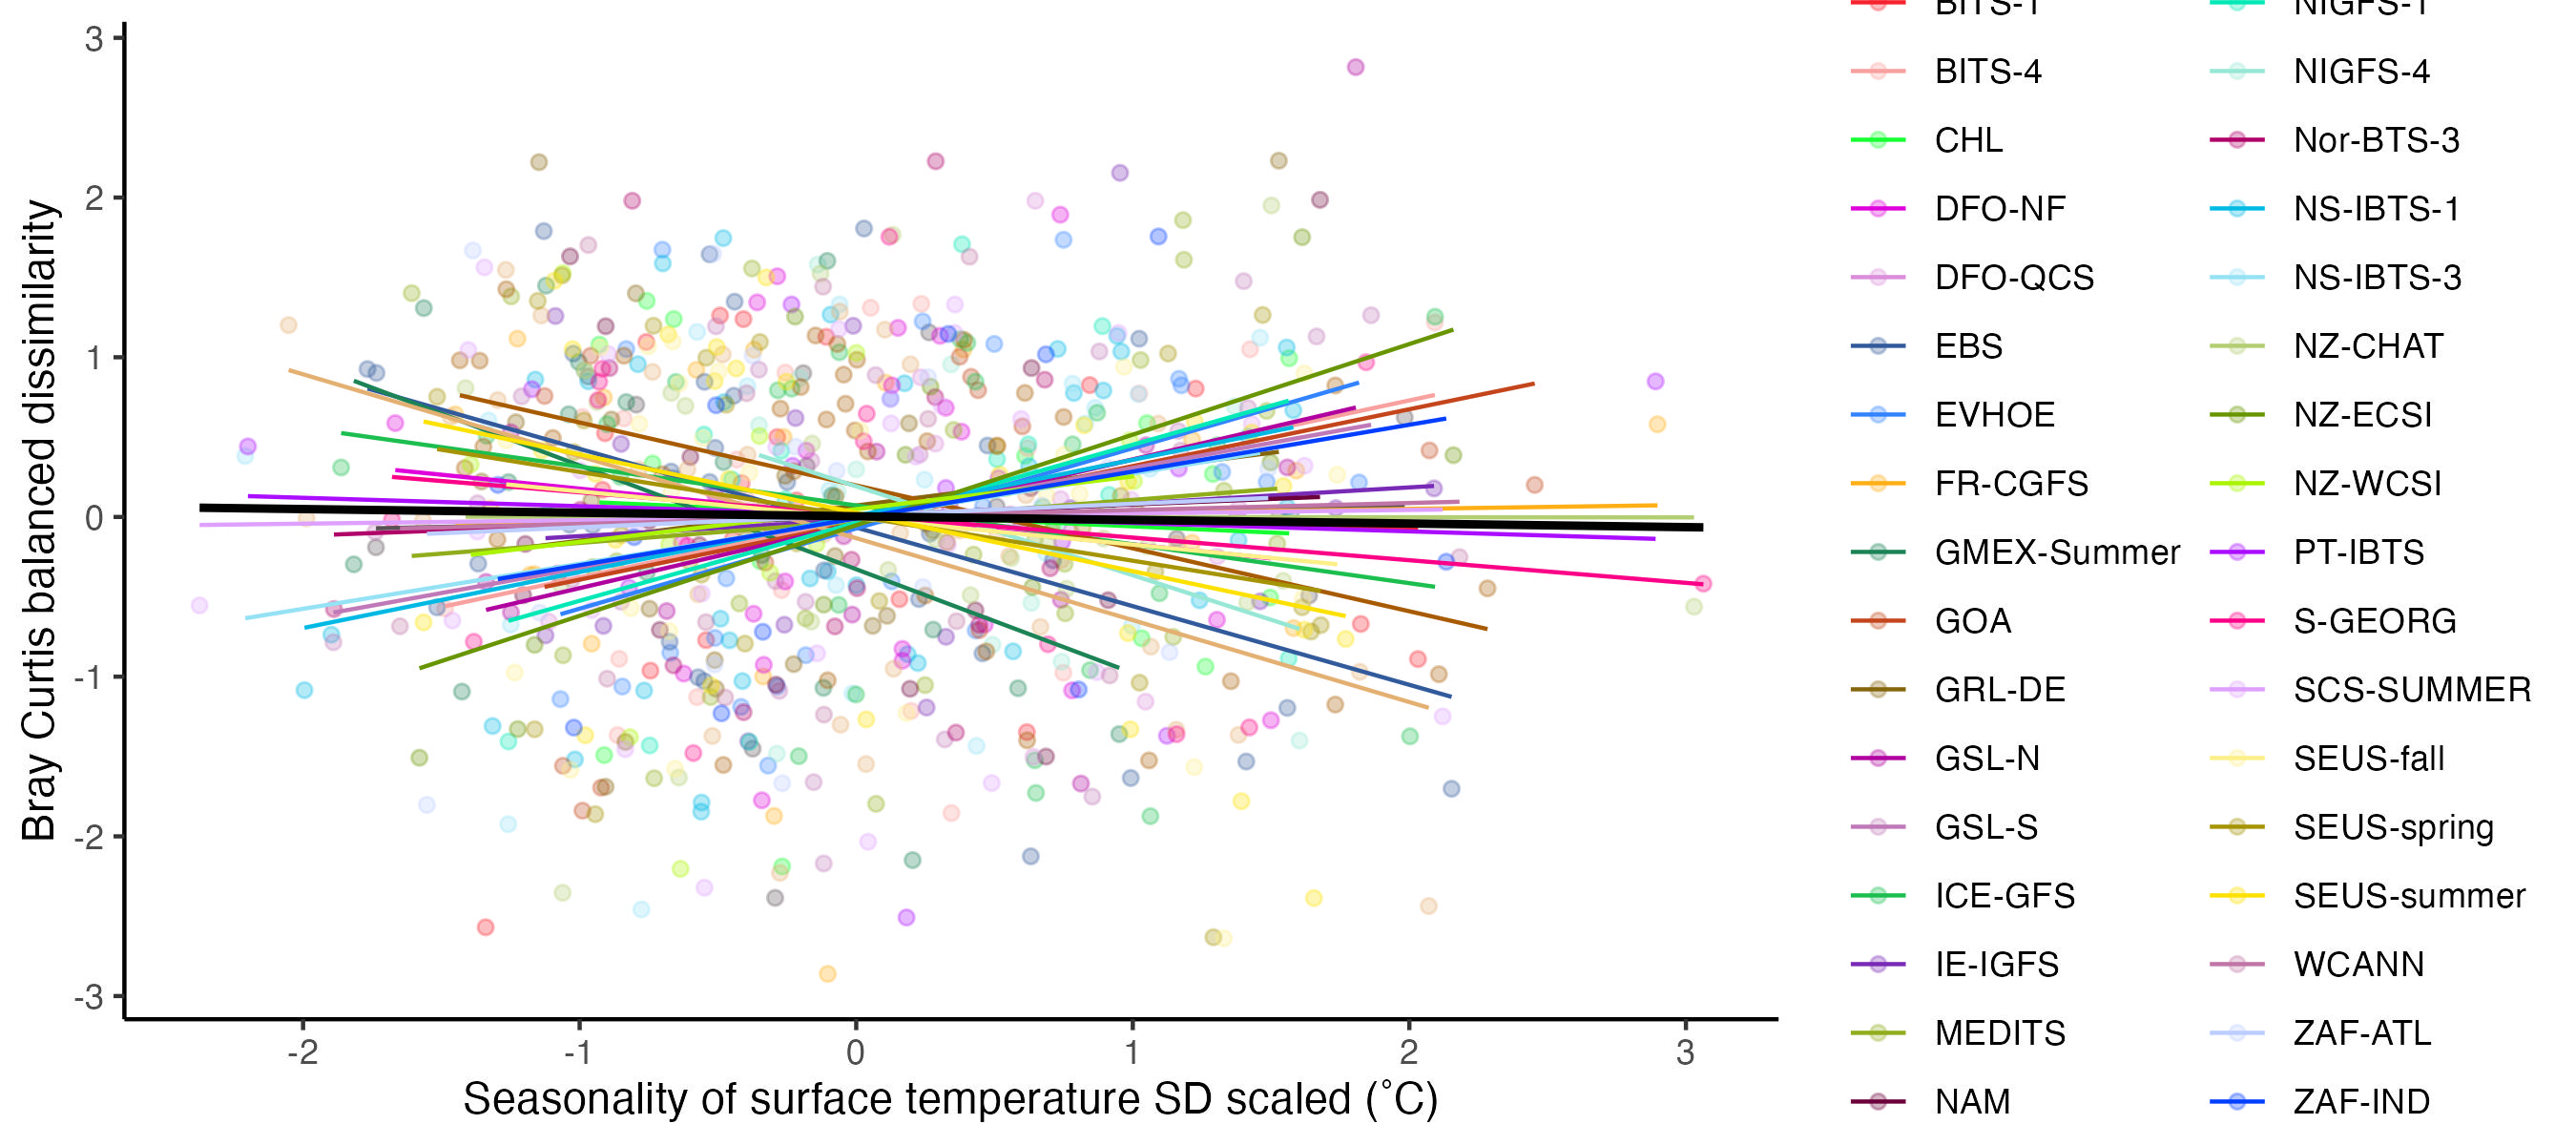 3
2
1
0
-1
-2
-3
Bray Curtis balanced dissimilarity
-2 -1 0 1 2 3
Seasonality of surface temperature SD scaled (˚C)
BITS-1
BITS-4
CHL
DFO-NF
DFO-QCS
EBS
EVHOE
FR-CGFS
GMEX-Summer
GOA
GRL-DE
GSL-N
GSL-S
ICE-GFS
IE-IGFS
MEDITS
NAM
NIGFS-1
NIGFS-4
Nor-BTS-3
NS-IBTS-1
NS-IBTS-3
NZ-CHAT
NZ-ECSI
NZ-WCSI
PT-IBTS
S-GEORG
SCS-SUMMER
SEUS-fall
SEUS-spring
SEUS-summer
WCANN
ZAF-ATL
ZAF-IND